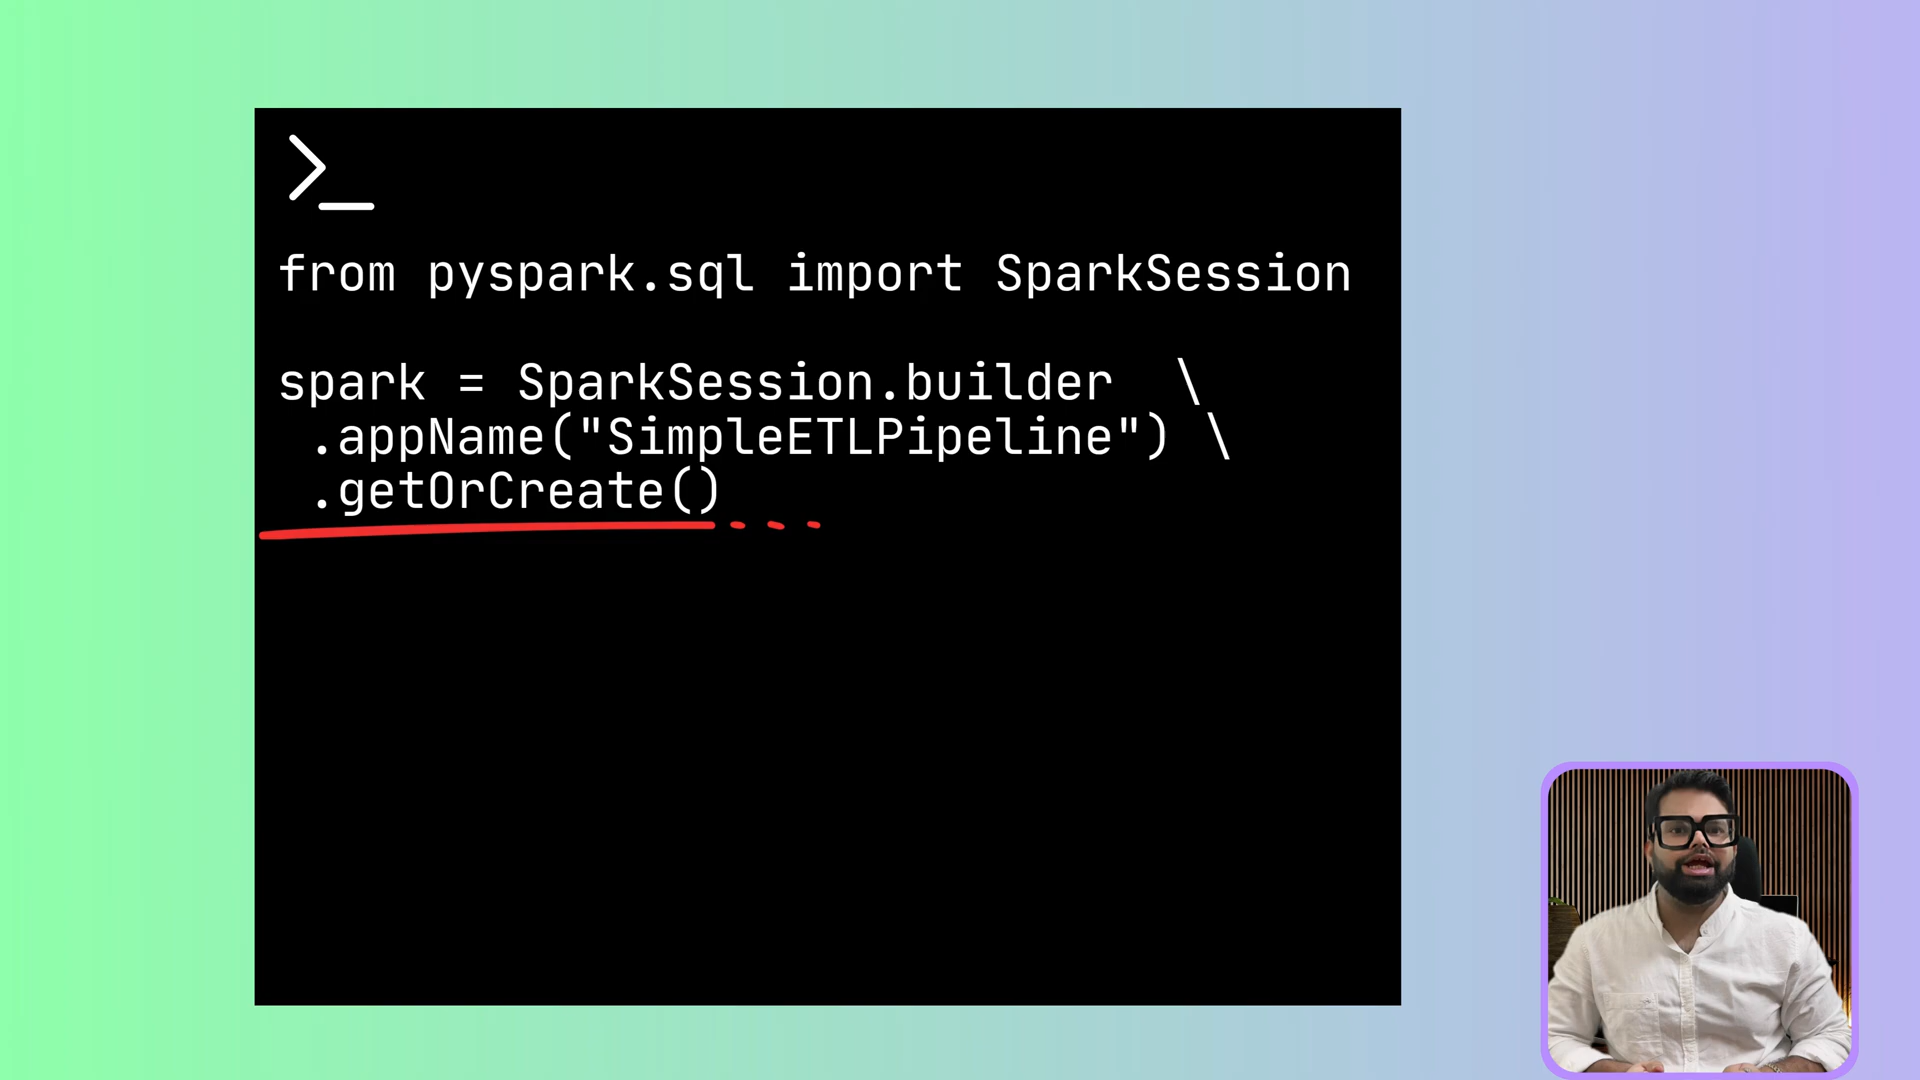 >_
from pyspark.sql import SparkSession
spark = SparkSession.builder  \
 .appName("SimpleETLPipeline") \
 .getOrCreate()